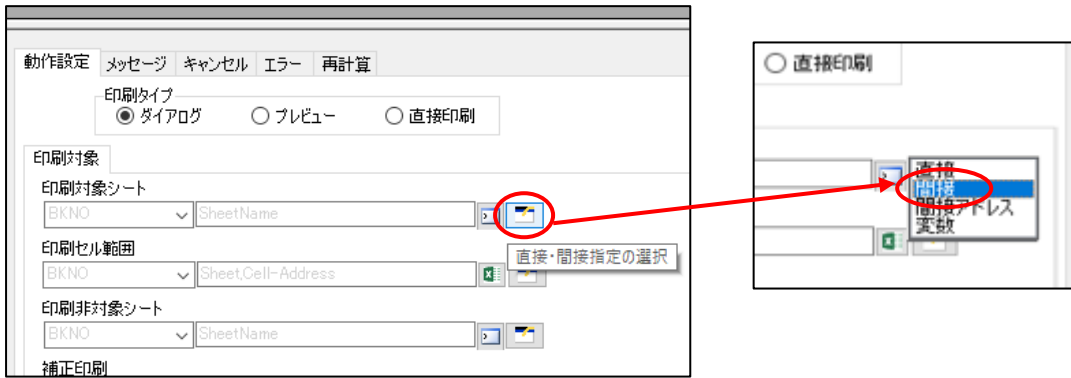 動作設定 メッセージ キャンセル エラー 再計算
印刷タイプ
ダイアログ プレビュー 直接印刷
印刷対象
印刷対象シート
BKNO SheetName
直接・間接指定の選択
印刷セル範囲
BKNO Sheet,Cell-Address
印刷非対象シート
BKNO SheetName
補正印刷
直接印刷
直接
間接
間接アドレス
変数